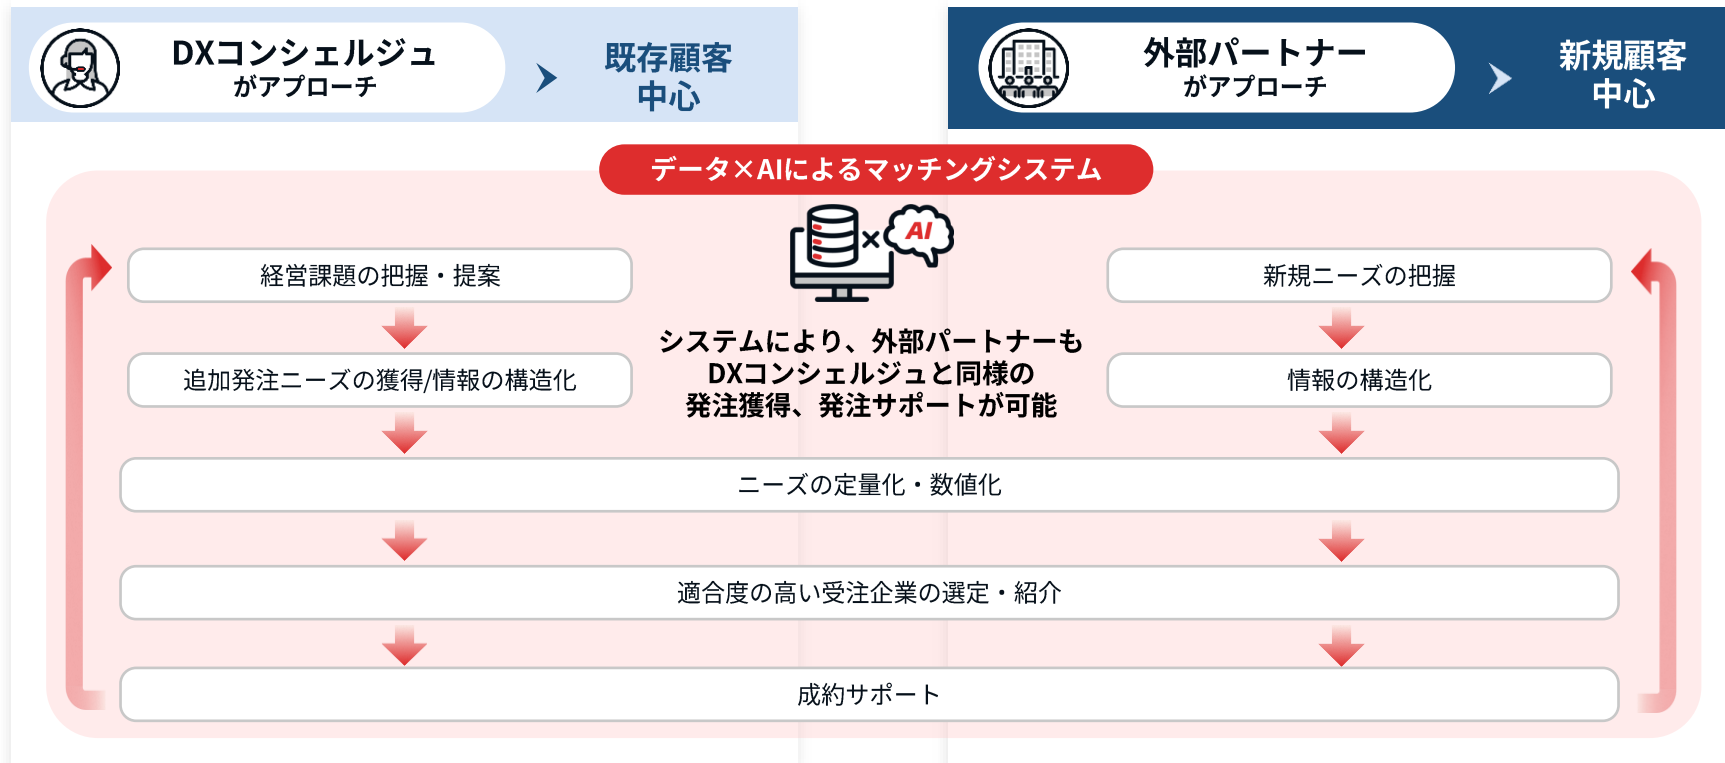 DXコンシェルジュ
がアプローチ
既存顧客
中心
外部パートナー
がアプローチ
新規顧客
中心
データ×AIによるマッチングシステム
AI
経営課題の把握・提案
新規ニーズの把握
システムにより、外部パートナーも
DXコンシェルジュと同様の
発注獲得、発注サポートが可能
追加発注ニーズの獲得/情報の構造化
情報の構造化
ニーズの定量化・数値化
適合度の高い受注企業の選定・紹介
成約サポート